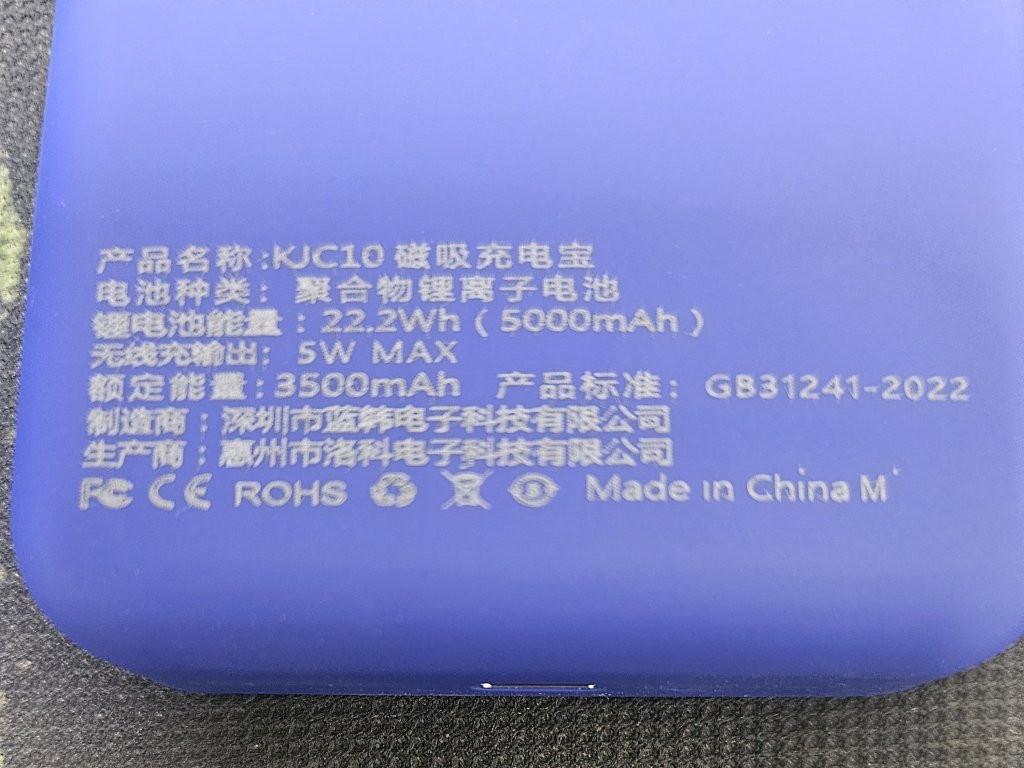 产品名称:KJC10 磁吸充电宝
电池种类：聚合物锂离子电池
锂电池能量：22.2Wh（5000mAh）
无线充输出：5W MAX
额定能量:3500mAh 产品标准：GB31241-2022
制造商：深圳市蓝韩电子科技有限公司
生产商：惠州市洛科电子科技有限公司
FC CE ROHS Made in China M